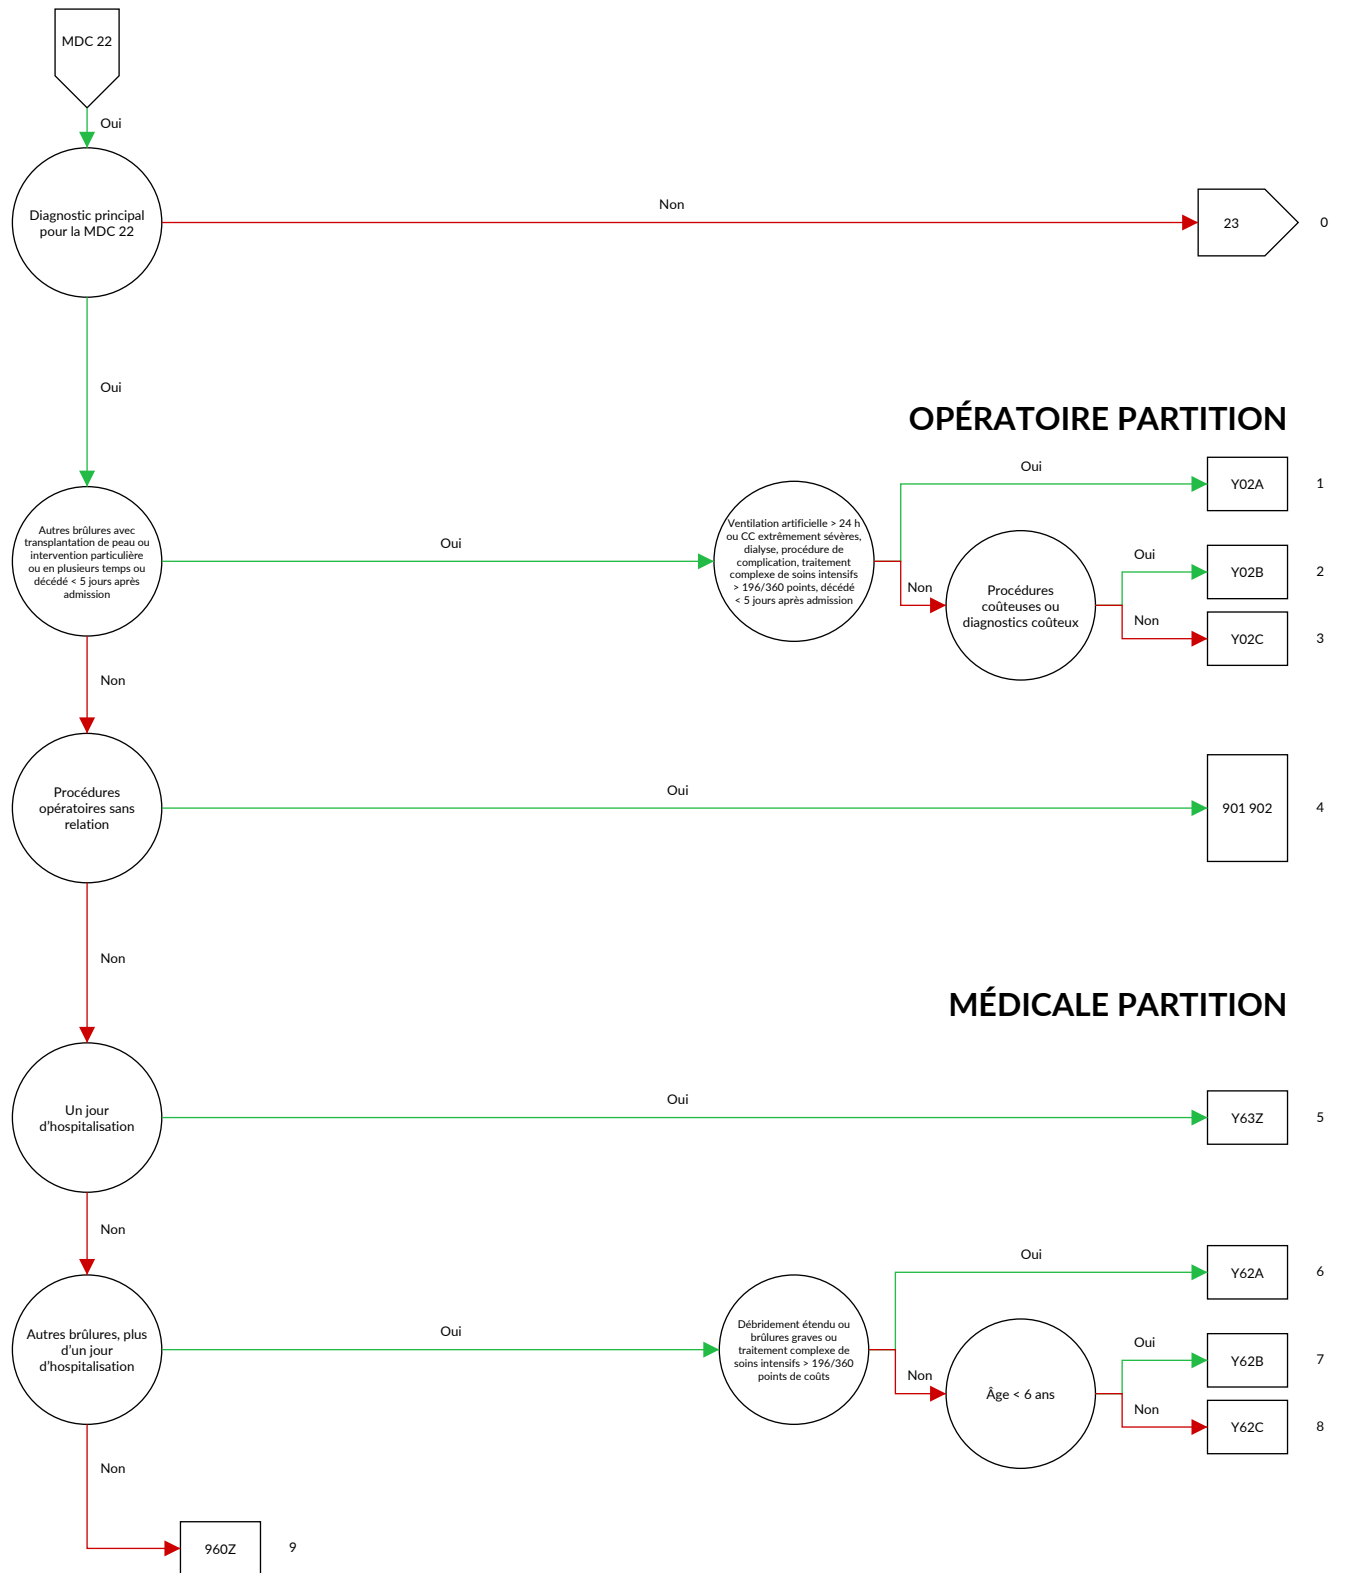 MDC 22
Oui
Diagnostic principal
pour la MDC 22
Non
23
0
Oui
OPÉRATOIRE PARTITION
Autres brûlures avec
transplantation de peau ou
intervention particulière
ou en plusieurs temps ou
décédé < 5 jours après
admission
Oui
Ventilation artificielle > 24 h
ou CC extrêmement sévères,
dialyse, procédure de
complication, traitement
complexe de soins intensifs
> 196/360 points, décédé
< 5 jours après admission
Oui
Y02A
1
Non
Procédures
coûteuses ou
diagnostics coûteux
Oui
Y02B
2
Non
Y02C
3
Non
Procédures
opératoires sans
relation
Oui
901 902
4
Non
MÉDICALE PARTITION
Un jour
d'hospitalisation
Oui
Y63Z
5
Non
Autres brûlures, plus
d'un jour
d'hospitalisation
Oui
Débridement étendu ou
brûlures graves ou
traitement complexe de
soins intensifs > 196/360
points de coûts
Oui
Y62A
6
Non
Âge < 6 ans
Oui
Y62B
7
Non
Y62C
8
Non
960Z
9